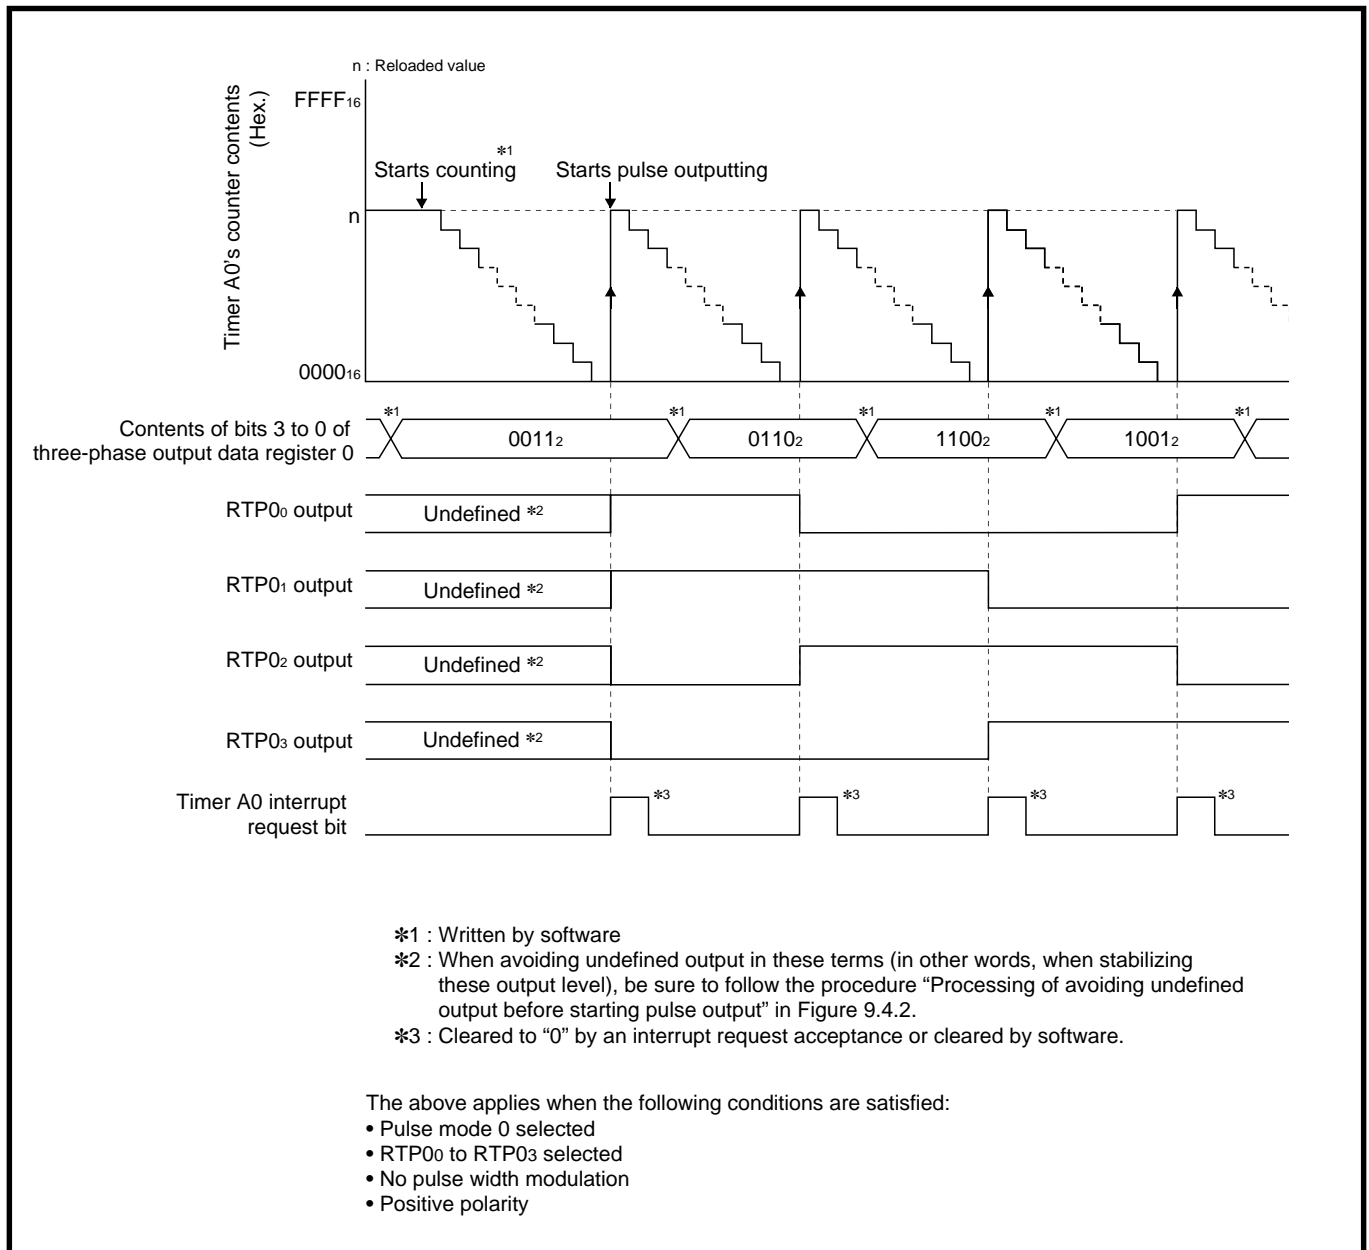 n : Reloaded value
Timer A0's counter contents
(Hex.)
FFFF16
Starts counting ✽1
Starts pulse outputting
n
000016
Contents of bits 3 to 0 of
three-phase output data register 0
✽1 00112 ✽1 01102 ✽1 11002 ✽1 10012 ✽1
RTP00 output
Undefined ✽2
RTP01 output
Undefined ✽2
RTP02 output
Undefined ✽2
RTP03 output
Undefined ✽2
Timer A0 interrupt
request bit
✽3 ✽3 ✽3 ✽3
✽1 : Written by software
✽2 : When avoiding undefined output in these terms (in other words, when stabilizing
these output level), be sure to follow the procedure “Processing of avoiding undefined
output before starting pulse output” in Figure 9.4.2.
✽3 : Cleared to “0” by an interrupt request acceptance or cleared by software.
The above applies when the following conditions are satisfied:
• Pulse mode 0 selected
• RTP00 to RTP03 selected
• No pulse width modulation
• Positive polarity